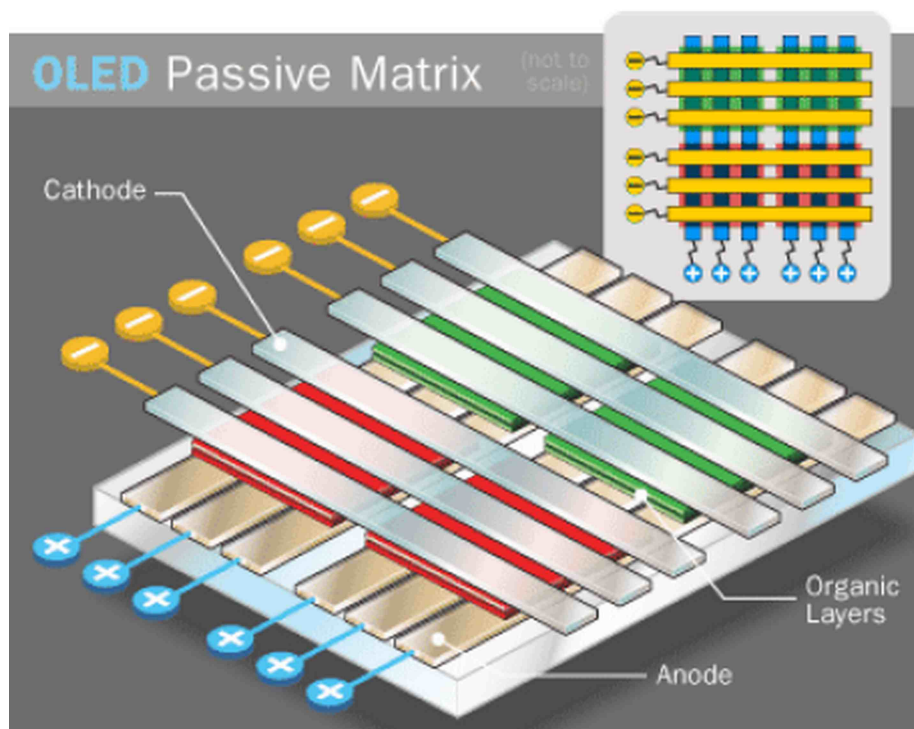 OLED Passive Matrix
(not to
scale)
Cathode
Organic
Layers
Anode